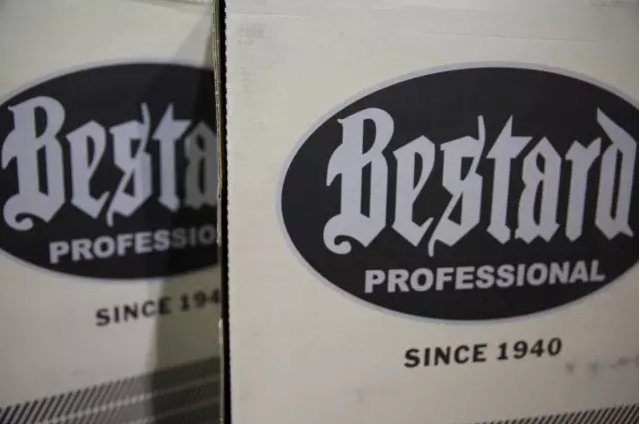 Bestard
PROFESSIO
SINCE 194
Bestard
PROFESSIONAL
SINCE 1940